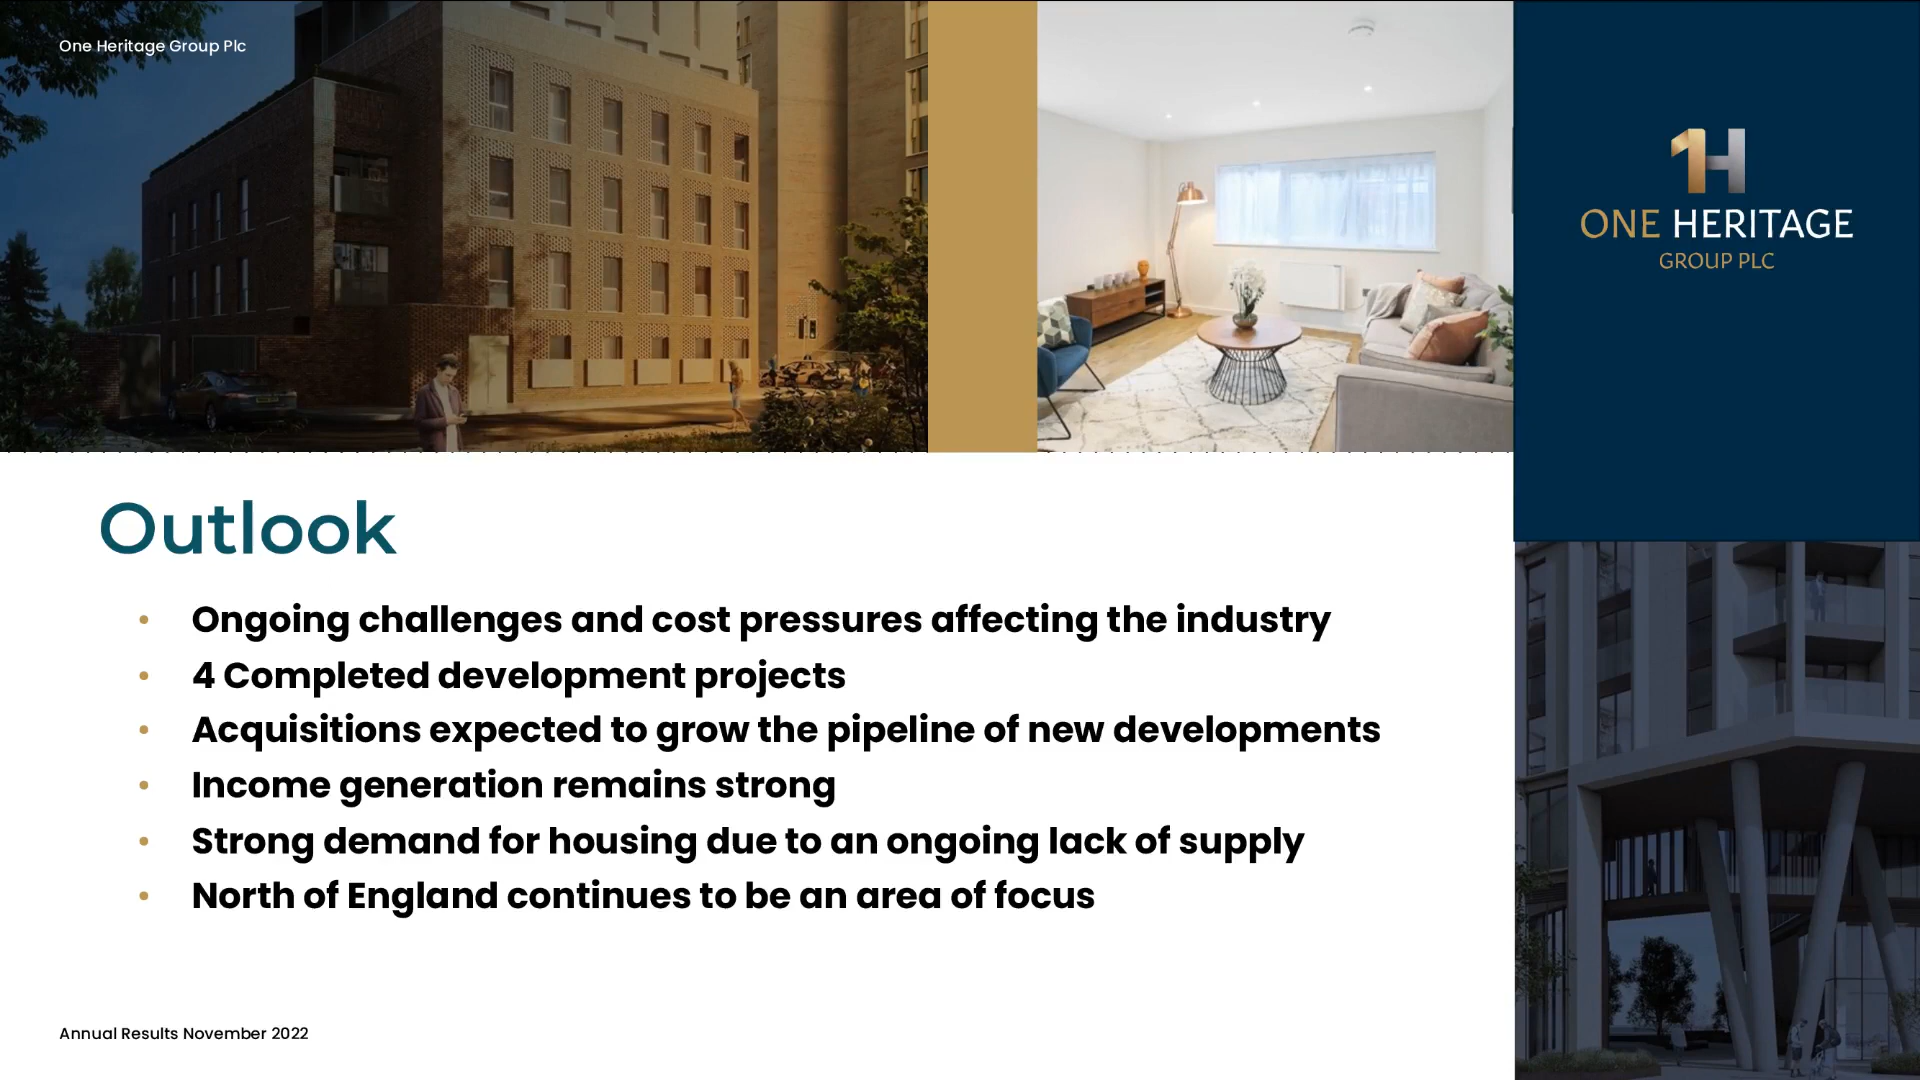 One Heritage Group Plc
1H
ONE HERITAGE
GROUP PLC
Outlook
• Ongoing challenges and cost pressures affecting the industry
• 4 Completed development projects
• Acquisitions expected to grow the pipeline of new developments
• Income generation remains strong
• Strong demand for housing due to an ongoing lack of supply
• North of England continues to be an area of focus
Annual Results November 2022